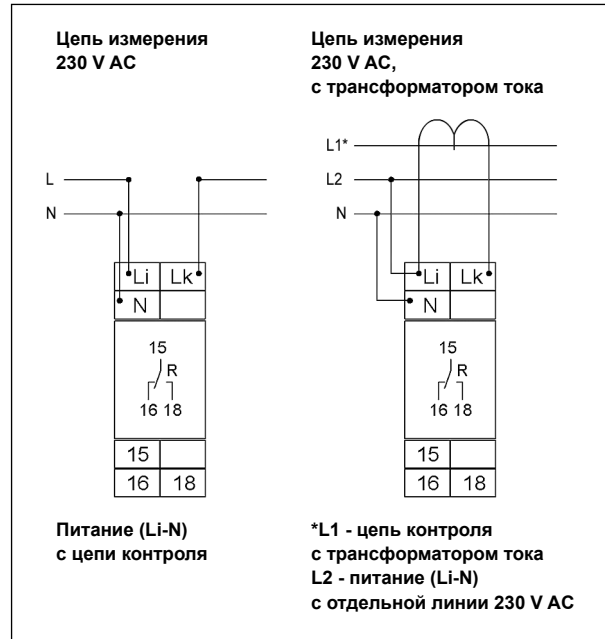 Цепь измерения
230 V AC
L
N
Li Lk
N
15
R
16 18
15
16 18
Питание (Li-N)
с цепи контроля
Цепь измерения
230 V AC,
с трансформатором тока
L1*
L2
N
Li Lk
N
15
R
16 18
15
16 18
*L1 - цепь контроля
с трансформатором тока
L2 - питание (Li-N)
с отдельной линии 230 V AC